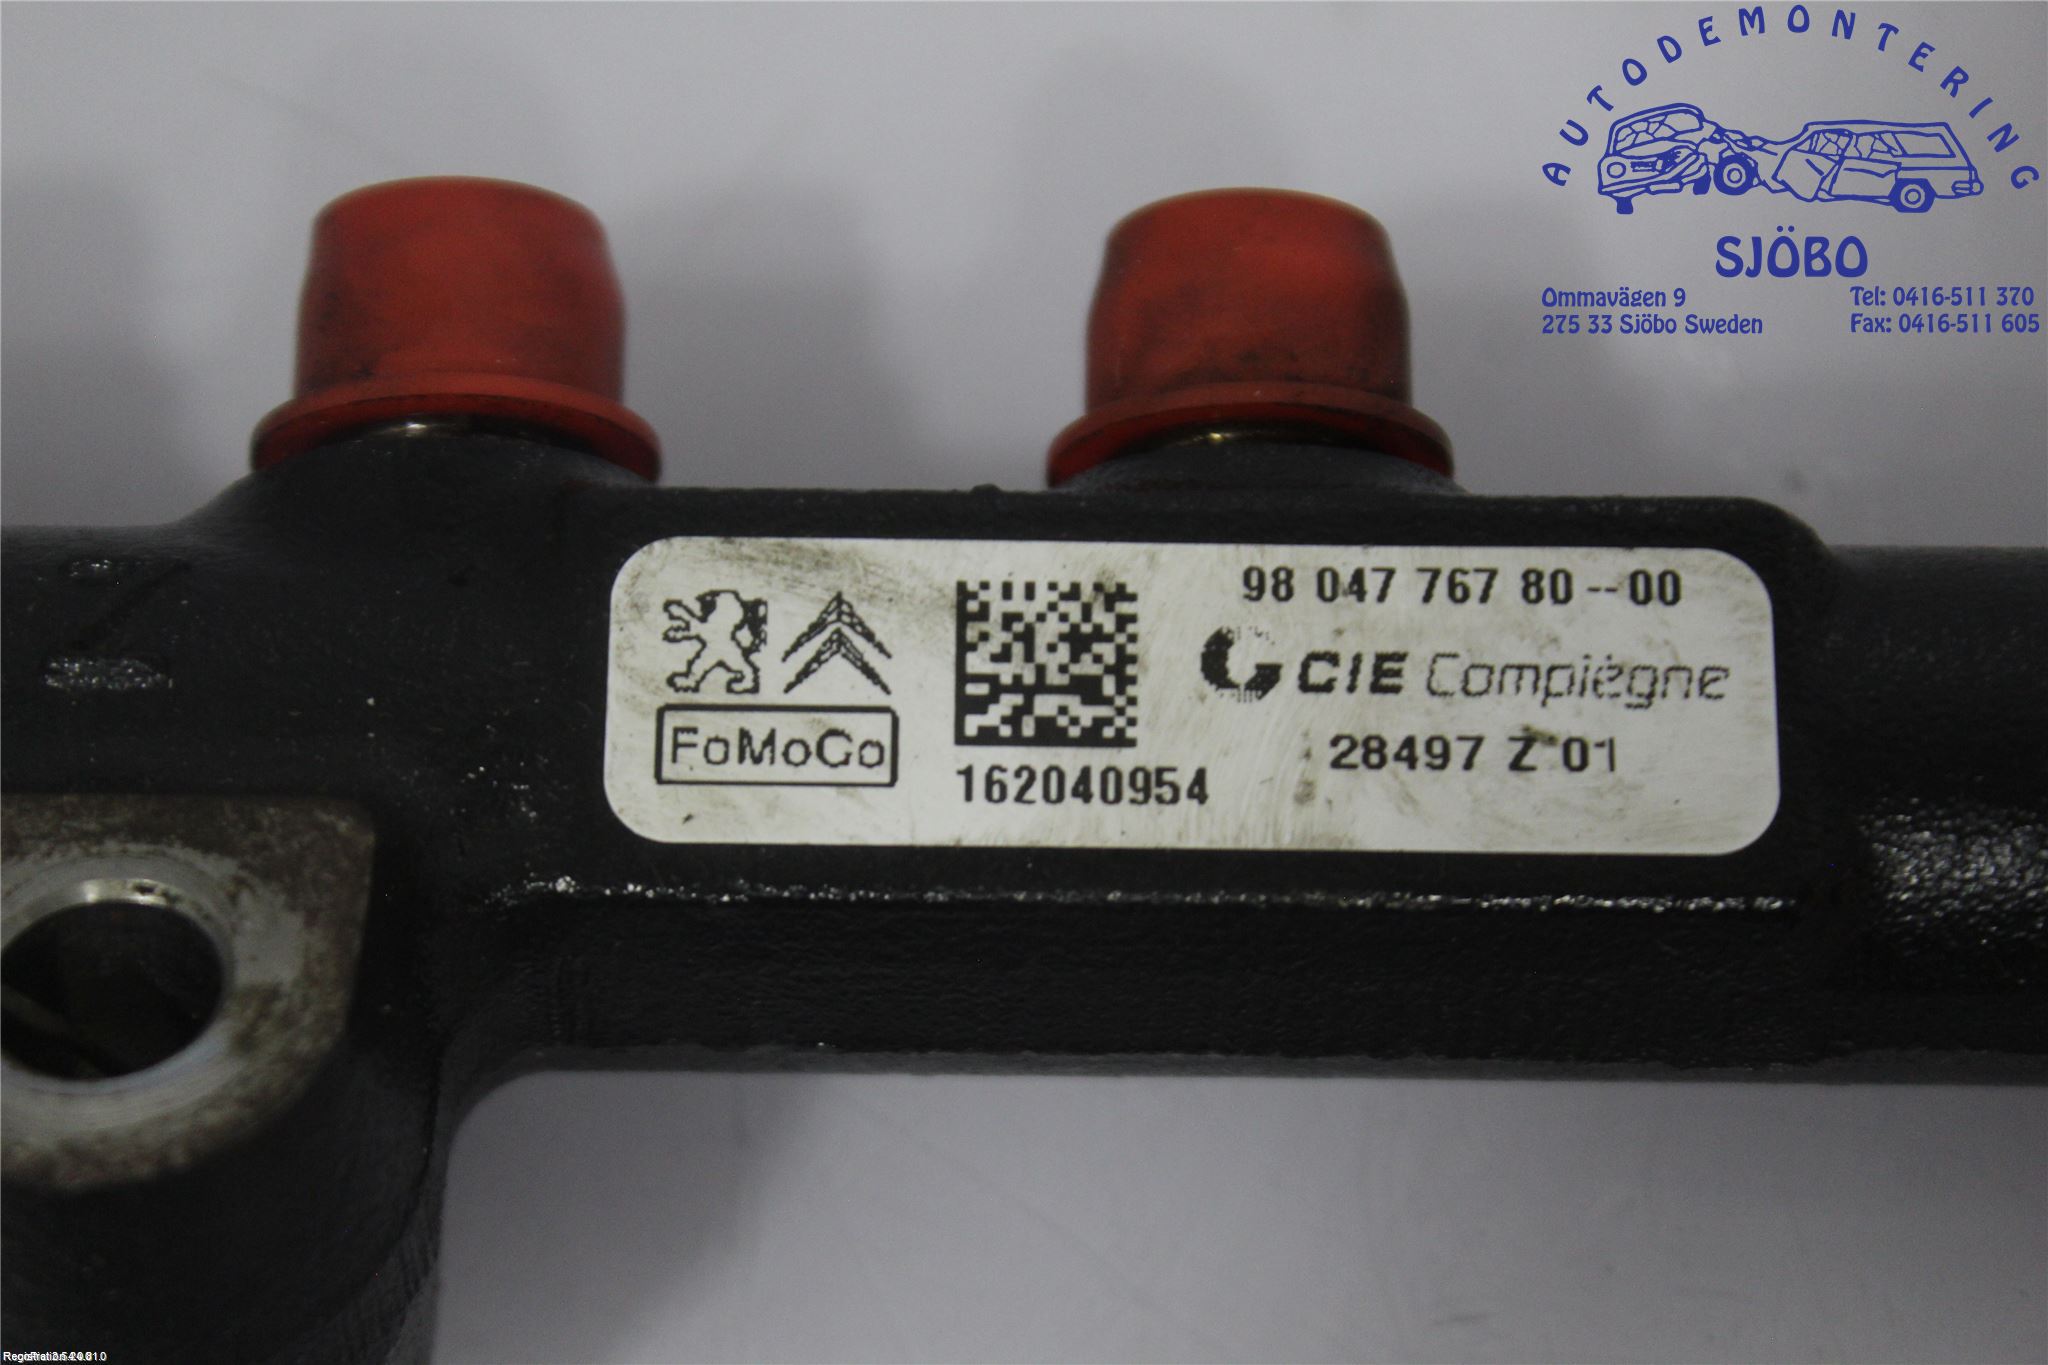 AUTODEMONTERING
SJÖBO
Ommavägen 9
275 33 Sjöbo Sweden
Tel: 0416-511 370
Fax: 0416-511 605
98 047 767 80--00
CIE Compiègne
28497 Z 01
FoMoCo
162040954